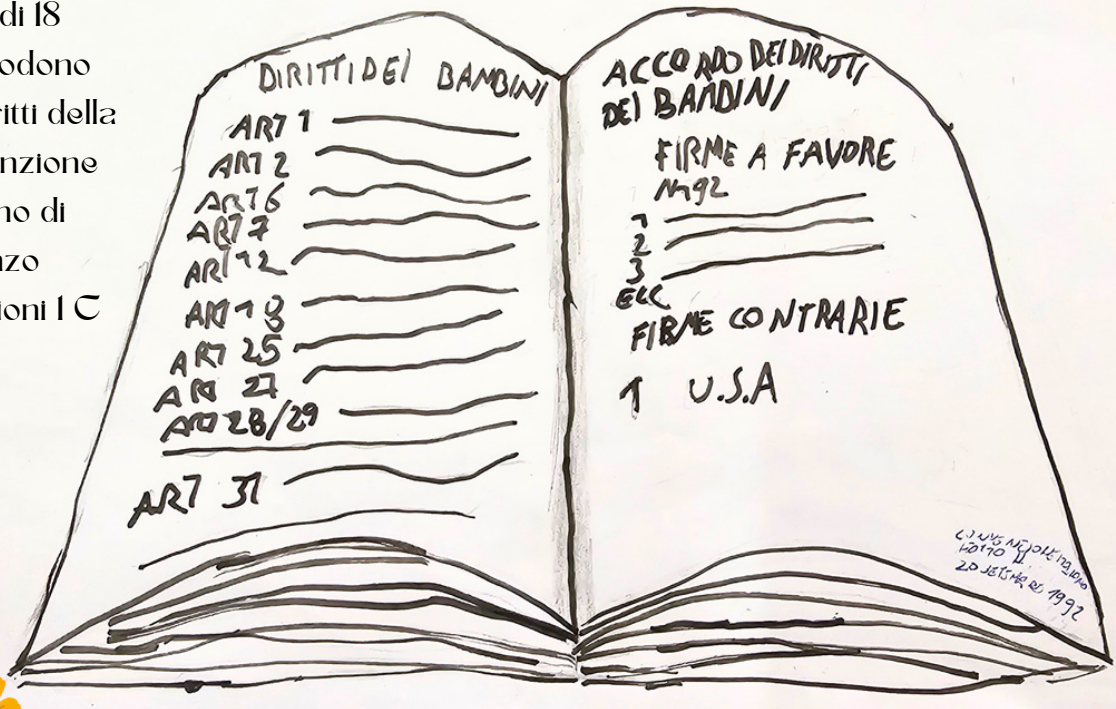 di 18
odono
ritti della
nzione
no di
nzo
ioni 1 C
DIRITTI DEI BAMBINI
ART 1
ART 2
ART 6
ART 7
ART 12
ART 18
ART 25
ART 27
ART 28/29
ART 31
ACCORDO DEI DIRITTI
DEI BAMBINI
FIRME A FAVORE
N192
1
2
3
ECC
FIRME CONTRARIE
1 U.S.A
20 1992